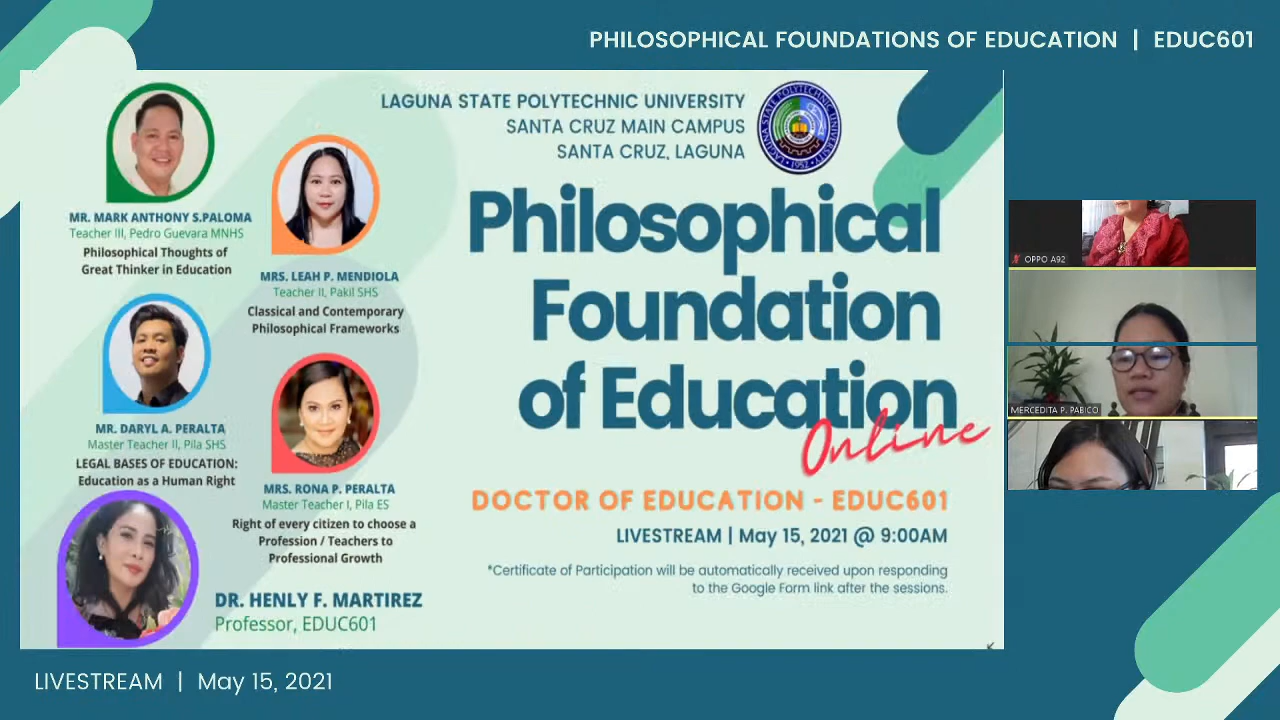 PHILOSOPHICAL FOUNDATIONS OF EDUCATION | EDUC601
LAGUNA STATE POLYTECHNIC UNIVERSITY
SANTA CRUZ MAIN CAMPUS
SANTA CRUZ, LAGUNA
LAGUNA STATE POLYTECHNIC UNIVERSITY
1952
Philosophical
Foundation
of Education
Online
DOCTOR OF EDUCATION - EDUC601
LIVESTREAM | May 15, 2021 @ 9:00AM
*Certificate of Participation will be automatically received upon responding
to the Google Form link after the sessions.
MR. MARK ANTHONY S.PALOMA
Teacher III, Pedro Guevara MNHS
Philosophical Thoughts of
Great Thinker in Education
MRS. LEAH P. MENDIOLA
Teacher II, Pakil SHS
Classical and Contemporary
Philosophical Frameworks
MR. DARYL A. PERALTA
Master Teacher II, Pila SHS
LEGAL BASES OF EDUCATION:
Education as a Human Right
MRS. RONA P. PERALTA
Master Teacher I, Pila ES
Right of every citizen to choose a
Profession / Teachers to
Professional Growth
DR. HENLY F. MARTIREZ
Professor, EDUC601
OPPO A92
MERCEDITA P. PABICO
LIVESTREAM | May 15, 2021